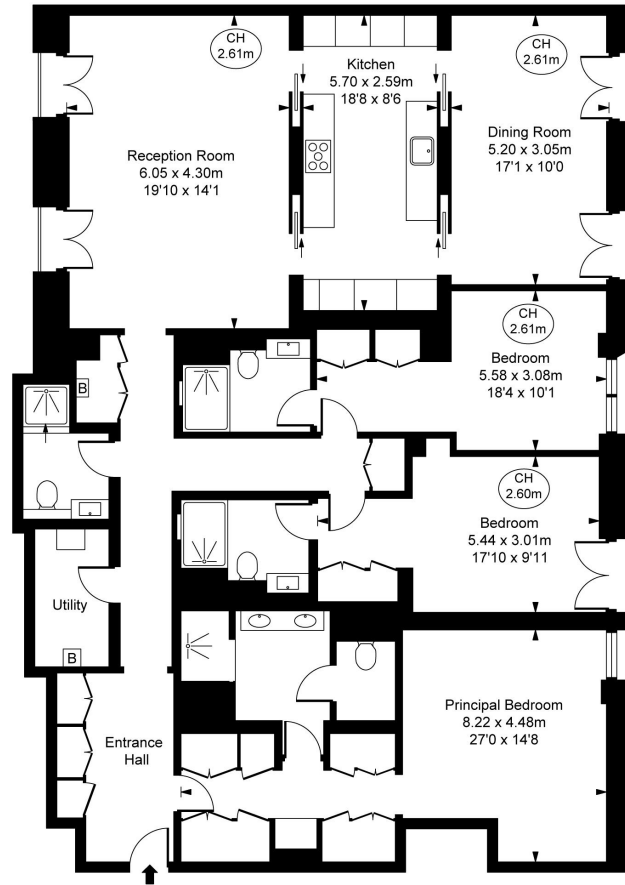 CH
2.61m
Kitchen
5.70 x 2.59m
18'8 x 8'6
CH
2.61m
Reception Room
6.05 x 4.30m
19'10 x 14'1
Dining Room
5.20 x 3.05m
17'1 x 10'0
CH
2.61m
Bedroom
5.58 x 3.08m
18'4 x 10'1
B
CH
2.60m
Bedroom
5.44 x 3.01m
17'10 x 9'11
Utility
B
Principal Bedroom
8.22 x 4.48m
27'0 x 14'8
Entrance
Hall